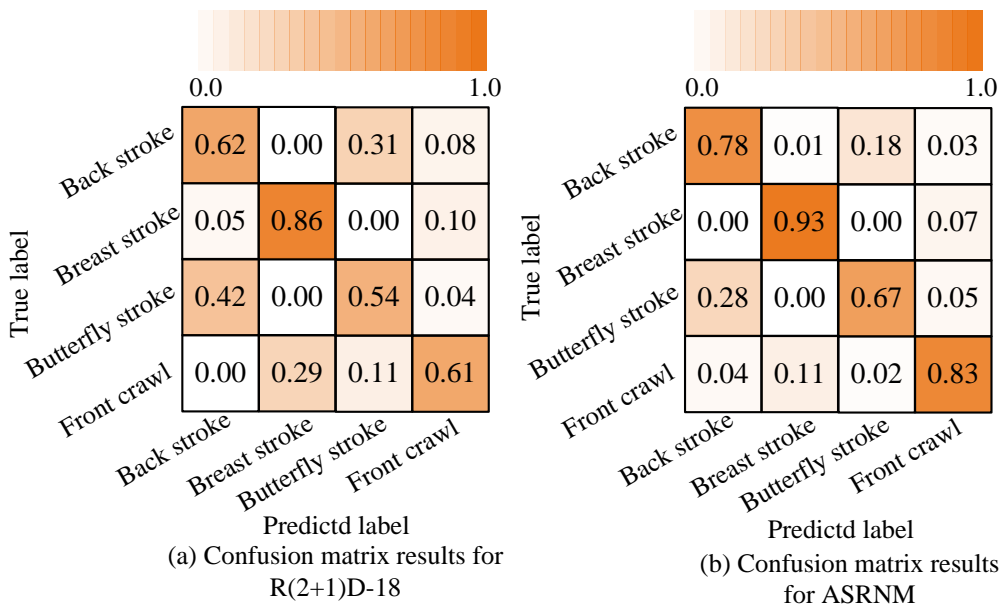 0.0 1.0
Back stroke 0.62 0.00 0.31 0.08
Breast stroke 0.05 0.86 0.00 0.10
Butterfly stroke 0.42 0.00 0.54 0.04
Front crawl 0.00 0.29 0.11 0.61
True label
Back stroke Breast stroke Butterfly stroke Front crawl
Predictd label
(a) Confusion matrix results for
R(2+1)D-18
0.0 1.0
Back stroke 0.78 0.01 0.18 0.03
Breast stroke 0.00 0.93 0.00 0.07
Butterfly stroke 0.28 0.00 0.67 0.05
Front crawl 0.04 0.11 0.02 0.83
True label
Back stroke Breast stroke Butterfly stroke Front crawl
Predictd label
(b) Confusion matrix results
for ASRNM